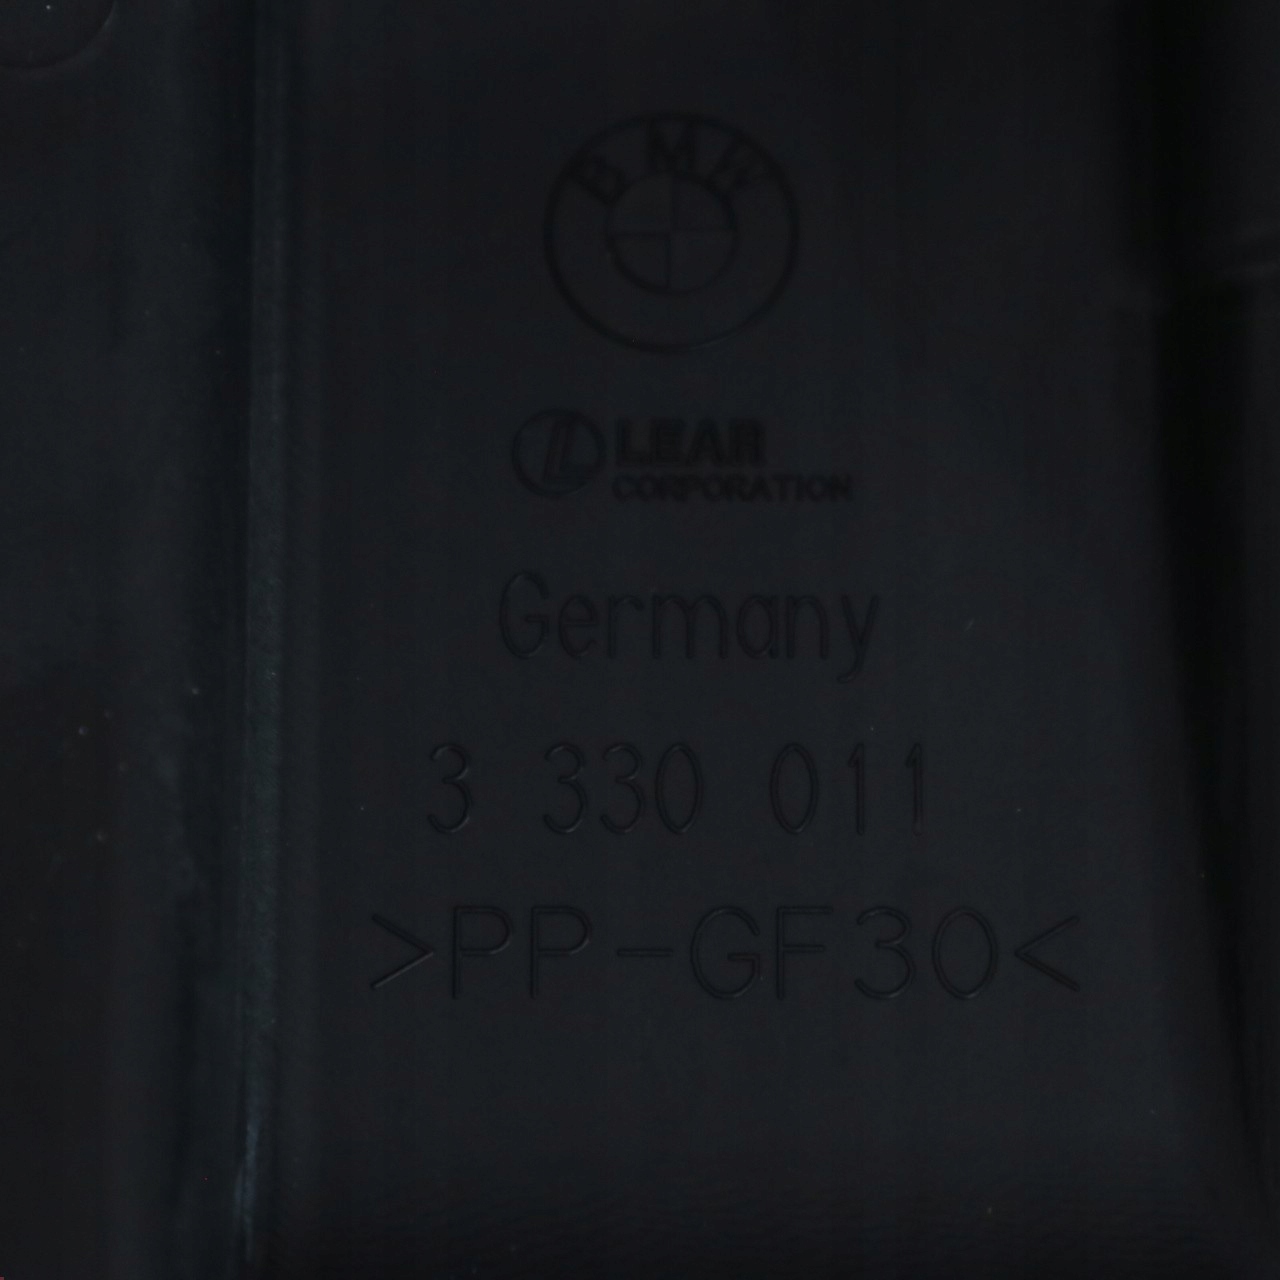 BMW
LEAR
CORPORATION
Germany
3 330 011
>PP-GF30<